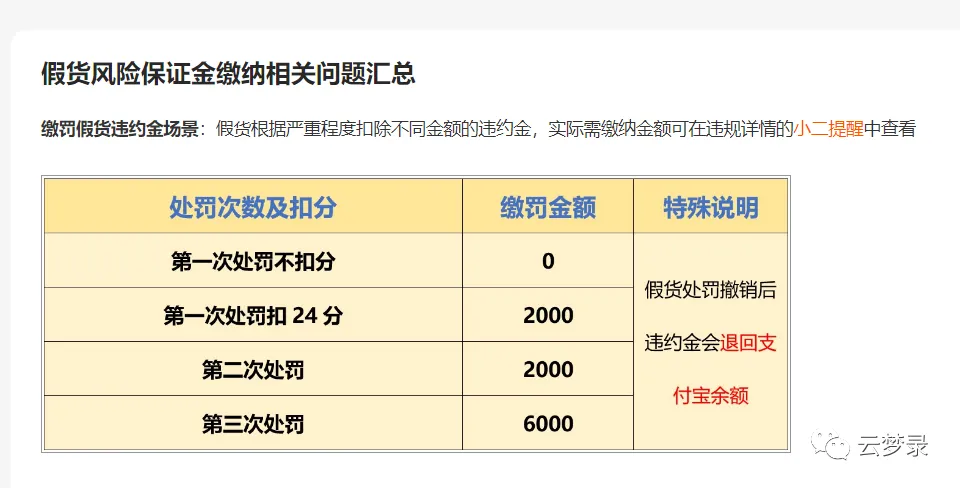 假货风险保证金缴纳相关问题汇总
缴罚假货违约金场景：假货根据严重程度扣除不同金额的违约金，实际需缴纳金额可在违规详情的小二提醒中查看
处罚次数及扣分 缴罚金额 特殊说明
第一次处罚不扣分 0
第一次处罚扣 24 分 2000
第二次处罚 2000
第三次处罚 6000
假货处罚撤销后
违约金会退回支
付宝余额
云梦录